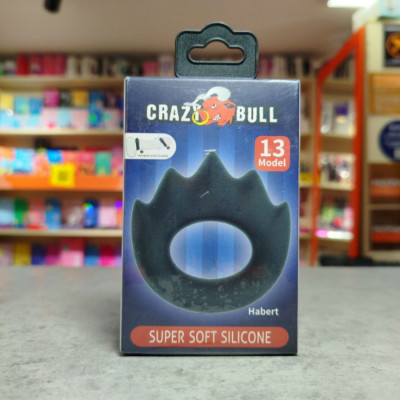 CRAZY BULL
13
Model
Habert
SUPER SOFT SILICONE